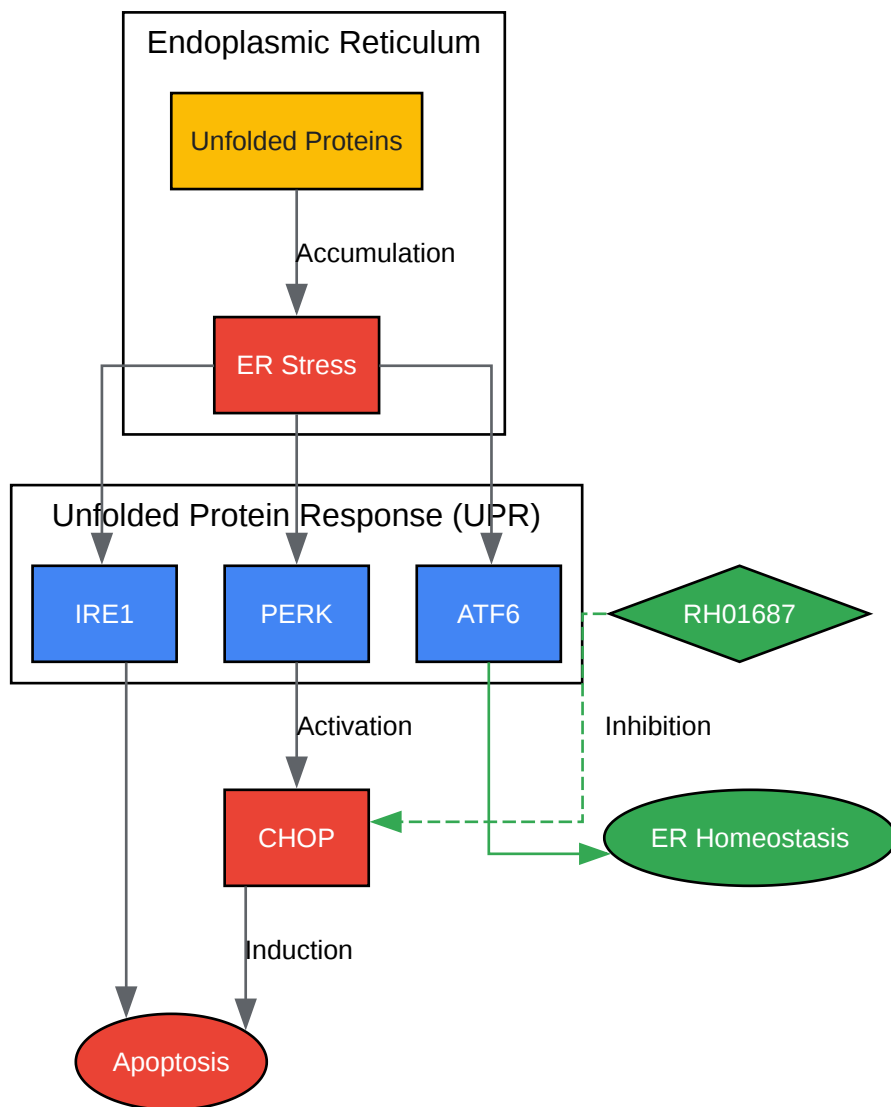 Endoplasmic Reticulum
Unfolded Proteins
Accumulation
ER Stress
Unfolded Protein Response (UPR)
IRE1
PERK
ATF6
RH01687
Activation
Inhibition
CHOP
ER Homeostasis
Induction
Apoptosis